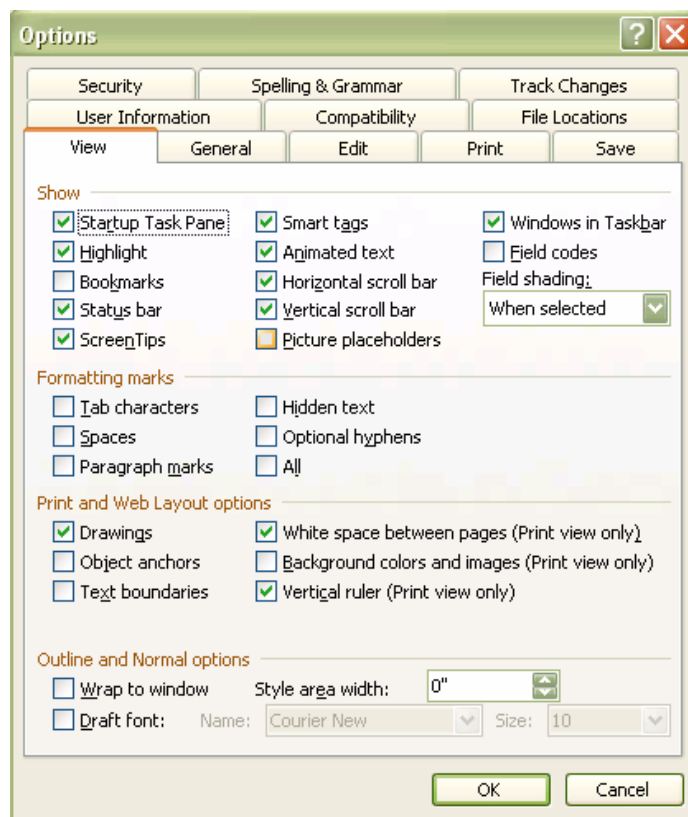 Options
Security Spelling & Grammar Track Changes
User Information Compatibility File Locations
View General Edit Print Save
Show
Startup Task Pane Smart tags Windows in Taskbar
Highlight Animated text Field codes
Bookmarks Horizontal scroll bar Field shading:
Status bar Vertical scroll bar When selected
ScreenTips Picture placeholders
Formatting marks
Tab characters Hidden text
Spaces Optional hyphens
Paragraph marks All
Print and Web Layout options
Drawings White space between pages (Print view only)
Object anchors Background colors and images (Print view only)
Text boundaries Vertical ruler (Print view only)
Outline and Normal options
Wrap to window Style area width: 0"
Draft font: Name: Courier New Size: 10
OK Cancel